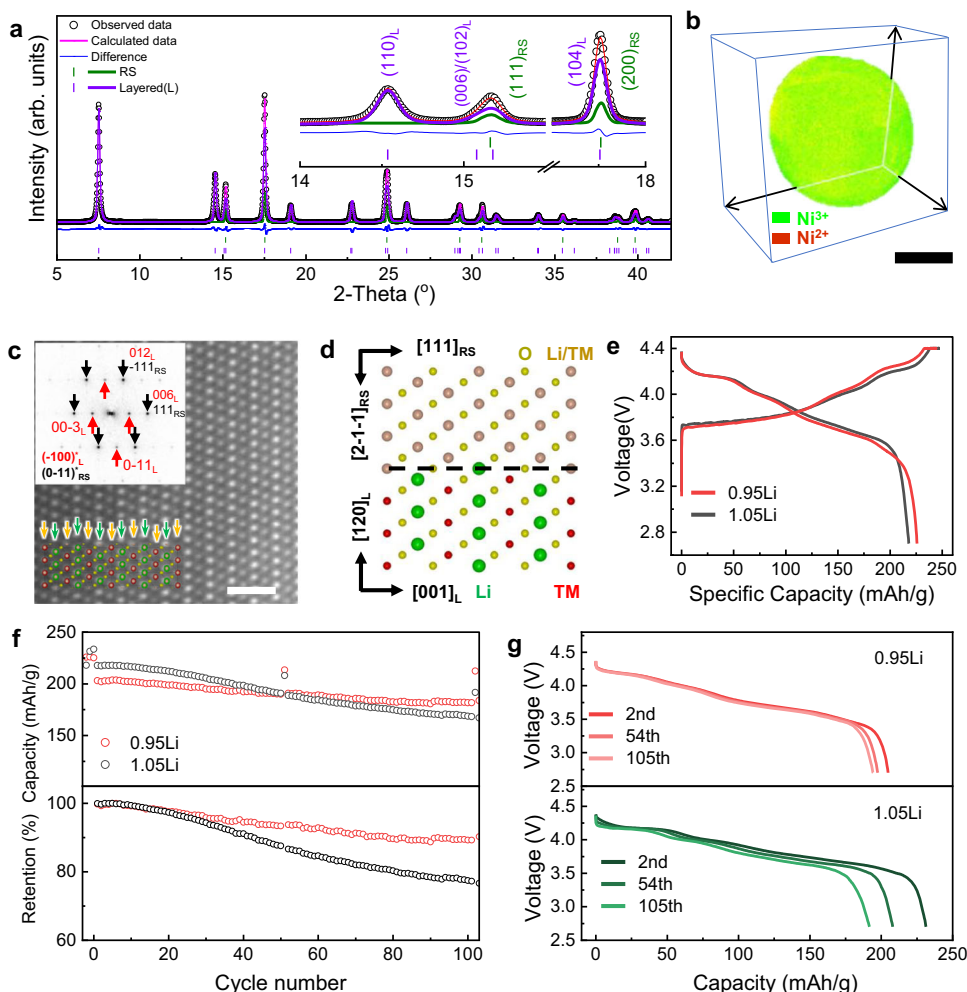 a
Observed data
Calculated data
Difference
RS
Layered(L)
Intensity (arb. units)
(110)L
(006)/(102)L
(111)RS
(104)L
(200)RS
14 15 18
5 10 15 20 25 30 35 40
2-Theta (°)
b
Ni3+
Ni2+
c
012L
-111RS
006L
111RS
00-3L
(-100)*L
(0-11)*RS
0-11L
d
[111]RS
O Li/TM
[2-1-1]RS
[120]L
[001]L Li TM
e
4.4
3.6
2.8
Voltage(V)
0.95Li
1.05Li
0 50 100 150 200 250
Specific Capacity (mAh/g)
f
250
200
150
Capacity (mAh/g)
0.95Li
1.05Li
100
80
60
Retention (%)
0 20 40 60 80 100
Cycle number
g
0.95Li
4.5
4.0
3.5
3.0
2.5
Voltage (V)
2nd
54th
105th
1.05Li
4.5
4.0
3.5
3.0
2.5
Voltage (V)
2nd
54th
105th
0 50 100 150 200 250
Capacity (mAh/g)